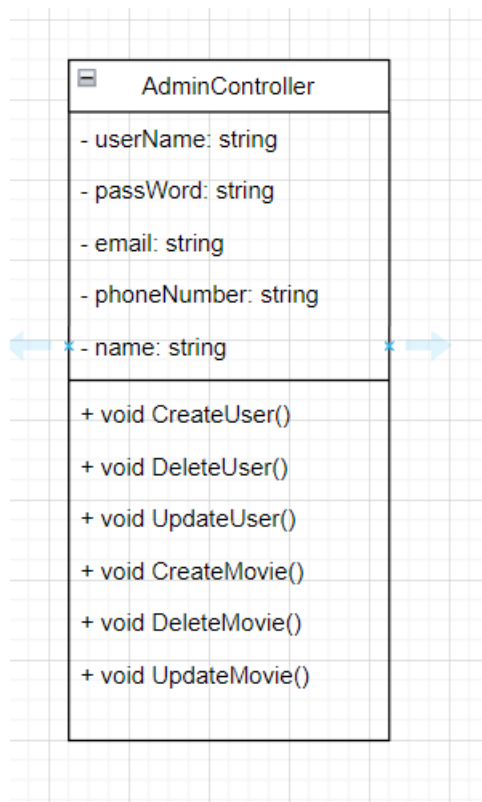 AdminController
- userName: string
- passWord: string
- email: string
- phoneNumber: string
- name: string
+ void CreateUser()
+ void DeleteUser()
+ void UpdateUser()
+ void CreateMovie()
+ void DeleteMovie()
+ void UpdateMovie()